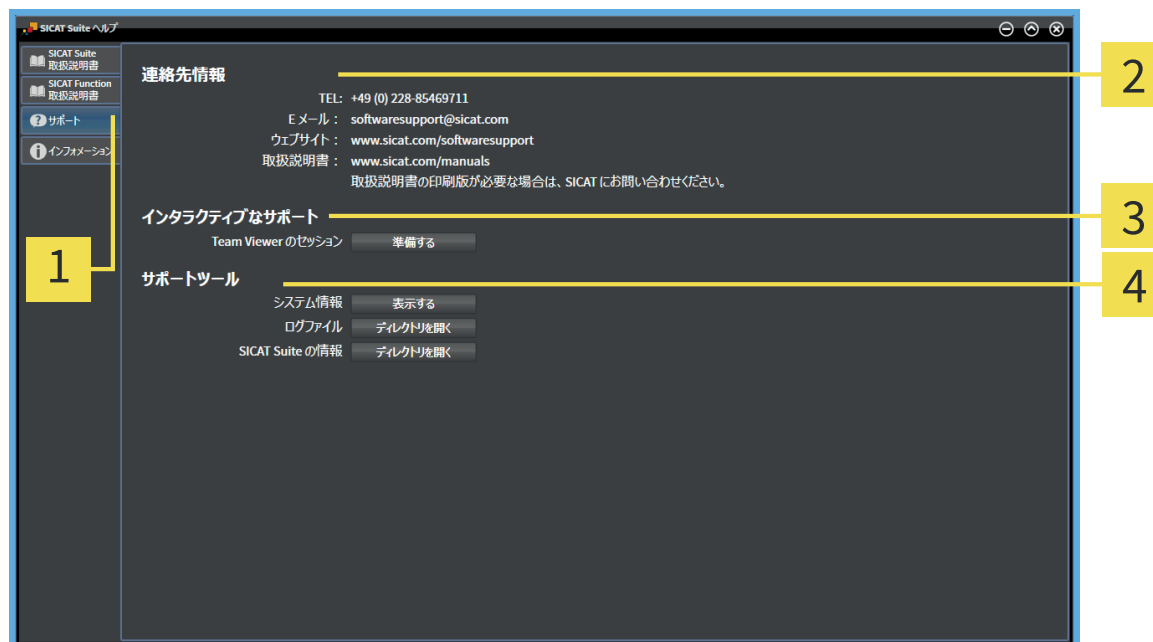 SICAT Suite ヘルプ
SICAT Suite
取扱説明書
SICAT Function
取扱説明書
サポート
インフォメーション
連絡先情報
TEL: +49 (0) 228-85469711
E メール： softwaresupport@sicat.com
ウェブサイト： www.sicat.com/softwaresupport
取扱説明書： www.sicat.com/manuals
取扱説明書の印刷版が必要な場合は、SICAT にお問い合わせください。
インタラクティブなサポート
Team Viewer のセッション 準備する
サポートツール
システム情報 表示する
ログファイル ディレクトリを開く
SICAT Suite の情報 ディレクトリを開く
1
2
3
4